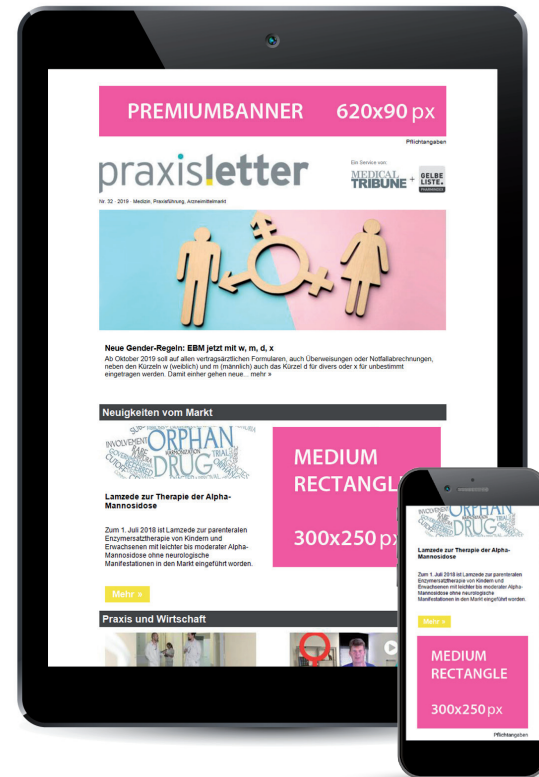 PREMIUMBANNER 620x90 px
Pflichtangaben
praxisletter
Ein Service von:
MEDICAL
TRIBUNE
+
GELBE
LISTE.
Nr. 32 · 2019 Medizin, Praxisführung, Arzneimittelmarkt
Neue Gender-Regeln: EBM jetzt mit w, m, d, x
Ab Oktober 2019 soll auf allen vertragsärztlichen Formularen, auch Überweisungen oder Notfallabrechnungen,
neben den Kürzeln w (weiblich) und m (männlich) auch das Kürzel d für divers oder x für unbestimmt
eingetragen werden. Damit einher gehen neue... mehr »
Neuigkeiten vom Markt
INVOLVEMENT
ORPHAN
HARMONIZATION
TRIAL
DRUG
Lamzede zur Therapie der Alpha-
Mannosidose
Zum 1. Juli 2018 ist Lamzede zur parenteralen
Enzymersatztherapie von Kindern und
Erwachsenen mit leichter bis moderater Alpha-
Mannosidose ohne neurologische
Manifestationen in den Markt eingeführt worden.
Mehr »
MEDIUM
RECTANGL
300x250 p
Praxis und Wirtschaft
ORPHAN
DRUG
Lamzede zur Therapie der Alpha-
Mannosidose
Zum 1. Juli 2018 ist Lamzede zur parenteralen
Enzymersatztherapie von Kindern und
Erwachsenen mit leichter bis moderater Alpha-
Mannosidose ohne neurologische
Manifestationen in den Markt eingeführt worden.
Mehr »
MEDIUM
RECTANGLE
300x250 px
Pflichtangaben